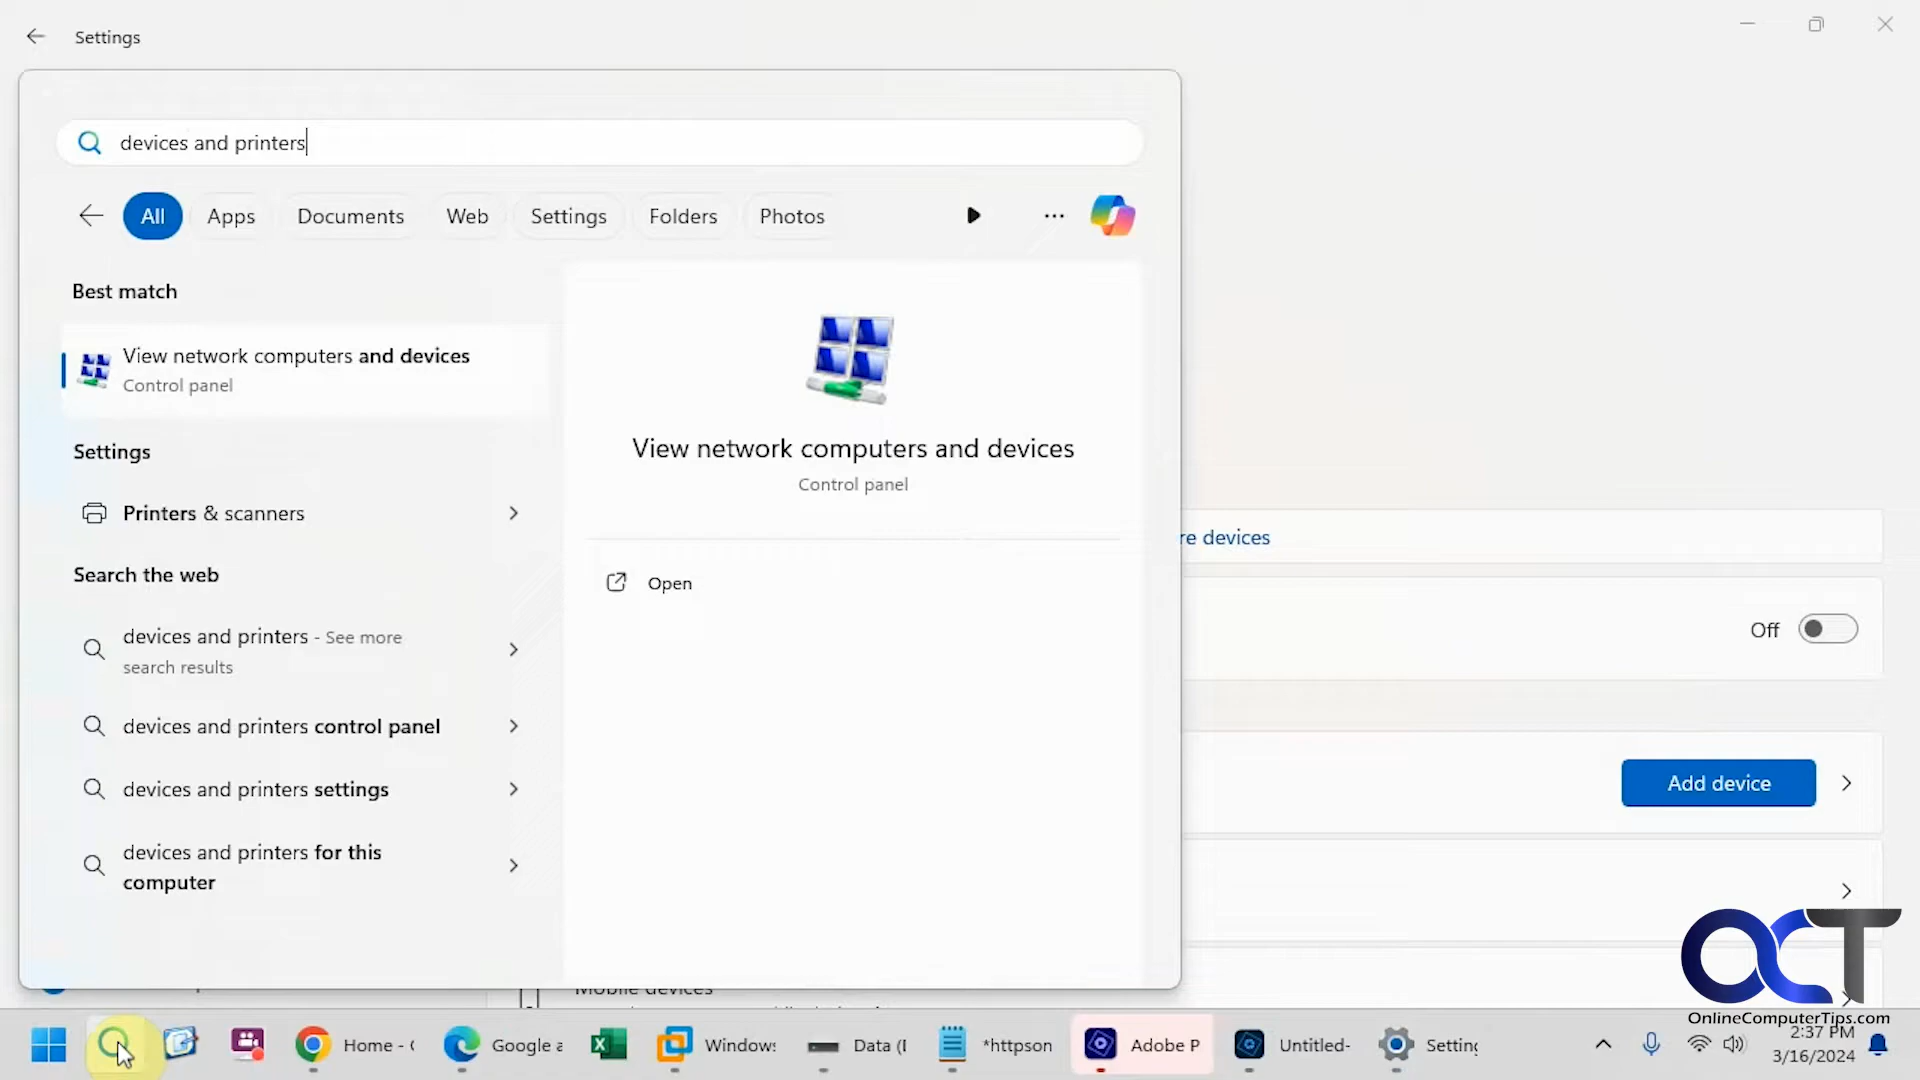 Settings
devices and printers
All
Apps
Documents
Web
Settings
Folders
Photos
Best match
View network computers and devices
Control panel
Settings
Printers & scanners
Search the web
devices and printers - See more
search results
devices and printers control panel
devices and printers settings
devices and printers for this
computer
View network computers and devices
Control panel
Open
re devices
Off
Add device
Mobile devices
OCT
OnlineComputerTips.com
Home - (
Google a
Windows
Data (
*httpson
Adobe P
Untitled-
Setting
2:37 PM
3/16/2024